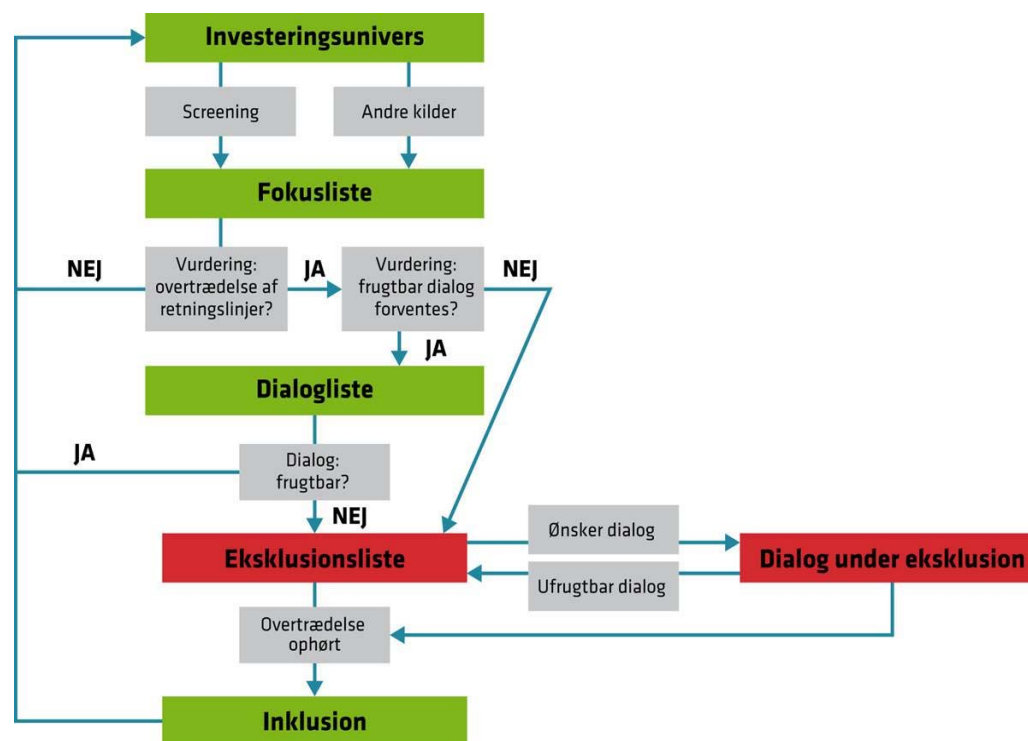 Investeringsunivers
Screening
Andre kilder
Fokusliste
NEJ
Vurdering:
overtrædelse af
retningslinjer?
JA
Vurdering:
frugtbar dialog
forventes?
NEJ
JA
Dialogliste
JA
Dialog:
frugtbar?
NEJ
Eksklusionsliste
Ønsker dialog
Ufrugtbar dialog
Dialog under eksklusion
Overtrædelse
ophørt
Inklusion